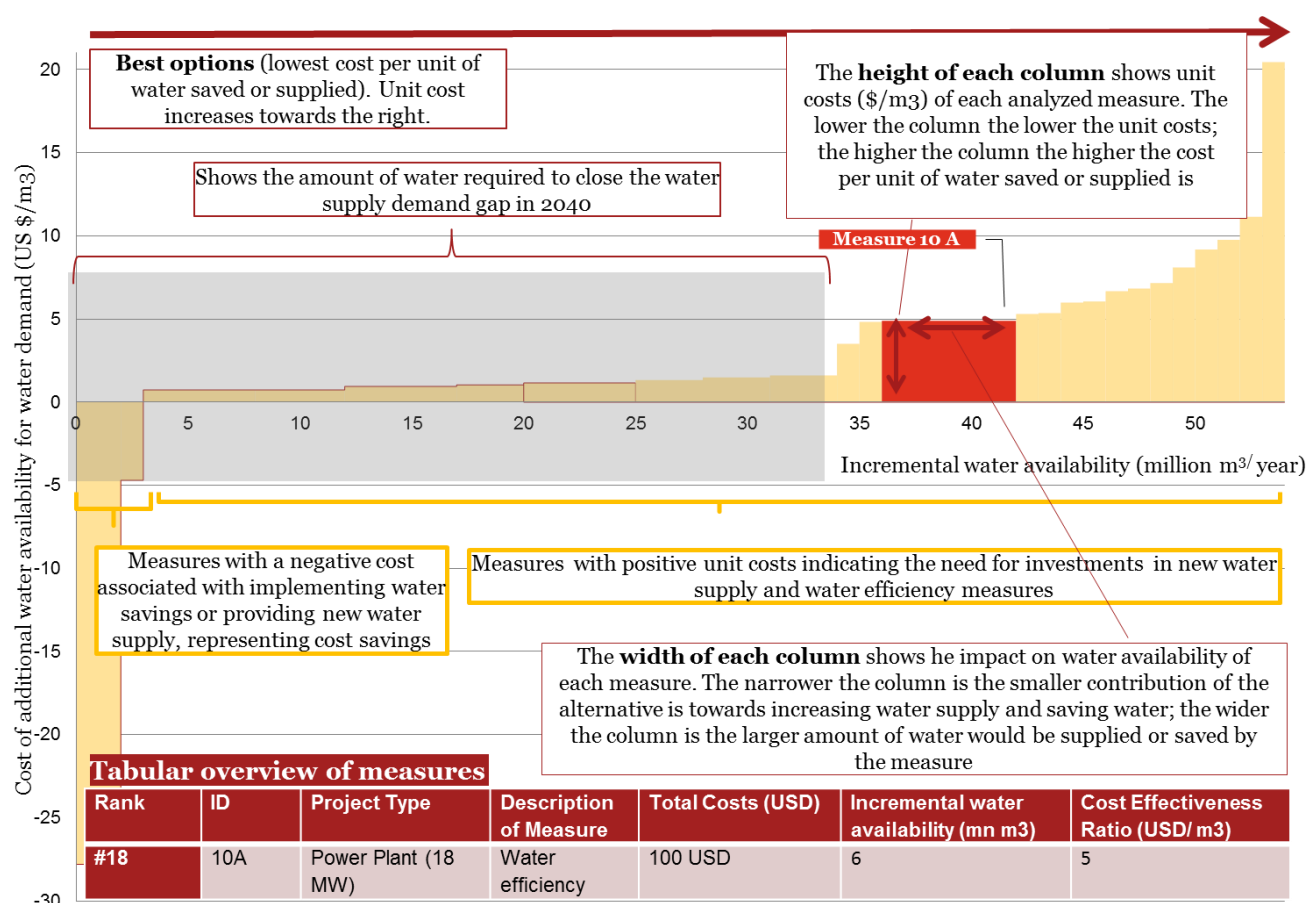 Best options (lowest cost per unit of
water saved or supplied). Unit cost
increases towards the right.
The height of each column shows unit
costs ($/m3) of each analyzed measure. The
lower the column the lower the unit costs;
the higher the column the higher the cost
per unit of water saved or supplied is
Shows the amount of water required to close the water
supply demand gap in 2040
Measure 10 A
Cost of additional water availability for water demand (US $/m3)
20
15
10
5
0
-5
-10
-15
-20
-25
-30
0 5 10 15 20 25 30 35 40 45 50
Incremental water availability (million m3/ year)
Measures with a negative cost
associated with implementing water
savings or providing new water
supply, representing cost savings
Measures with positive unit costs indicating the need for investments in new water
supply and water efficiency measures
The width of each column shows he impact on water availability of
each measure. The narrower the column is the smaller contribution of the
alternative is towards increasing water supply and saving water; the wider
the column is the larger amount of water would be supplied or saved by
the measure
Tabular overview of measures
Rank ID Project Type Description Total Costs (USD) Incremental water Cost Effectiveness
of Measure availability (mn m3) Ratio (USD/ m3)
#18 10A Power Plant (18 Water 100 USD 6 5
MW) efficiency